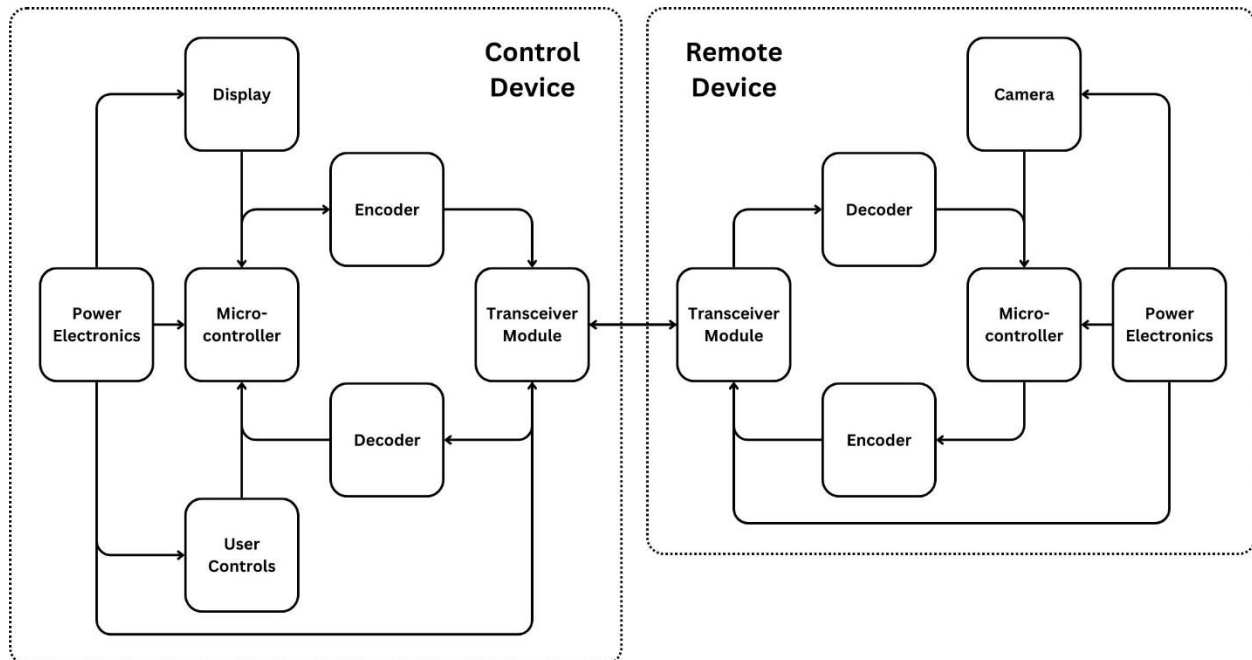 Control
Device
Display
Encoder
Power
Electronics
Micro-
controller
Transceiver
Module
Decoder
User
Controls
Remote
Device
Camera
Decoder
Transceiver
Module
Micro-
controller
Power
Electronics
Encoder